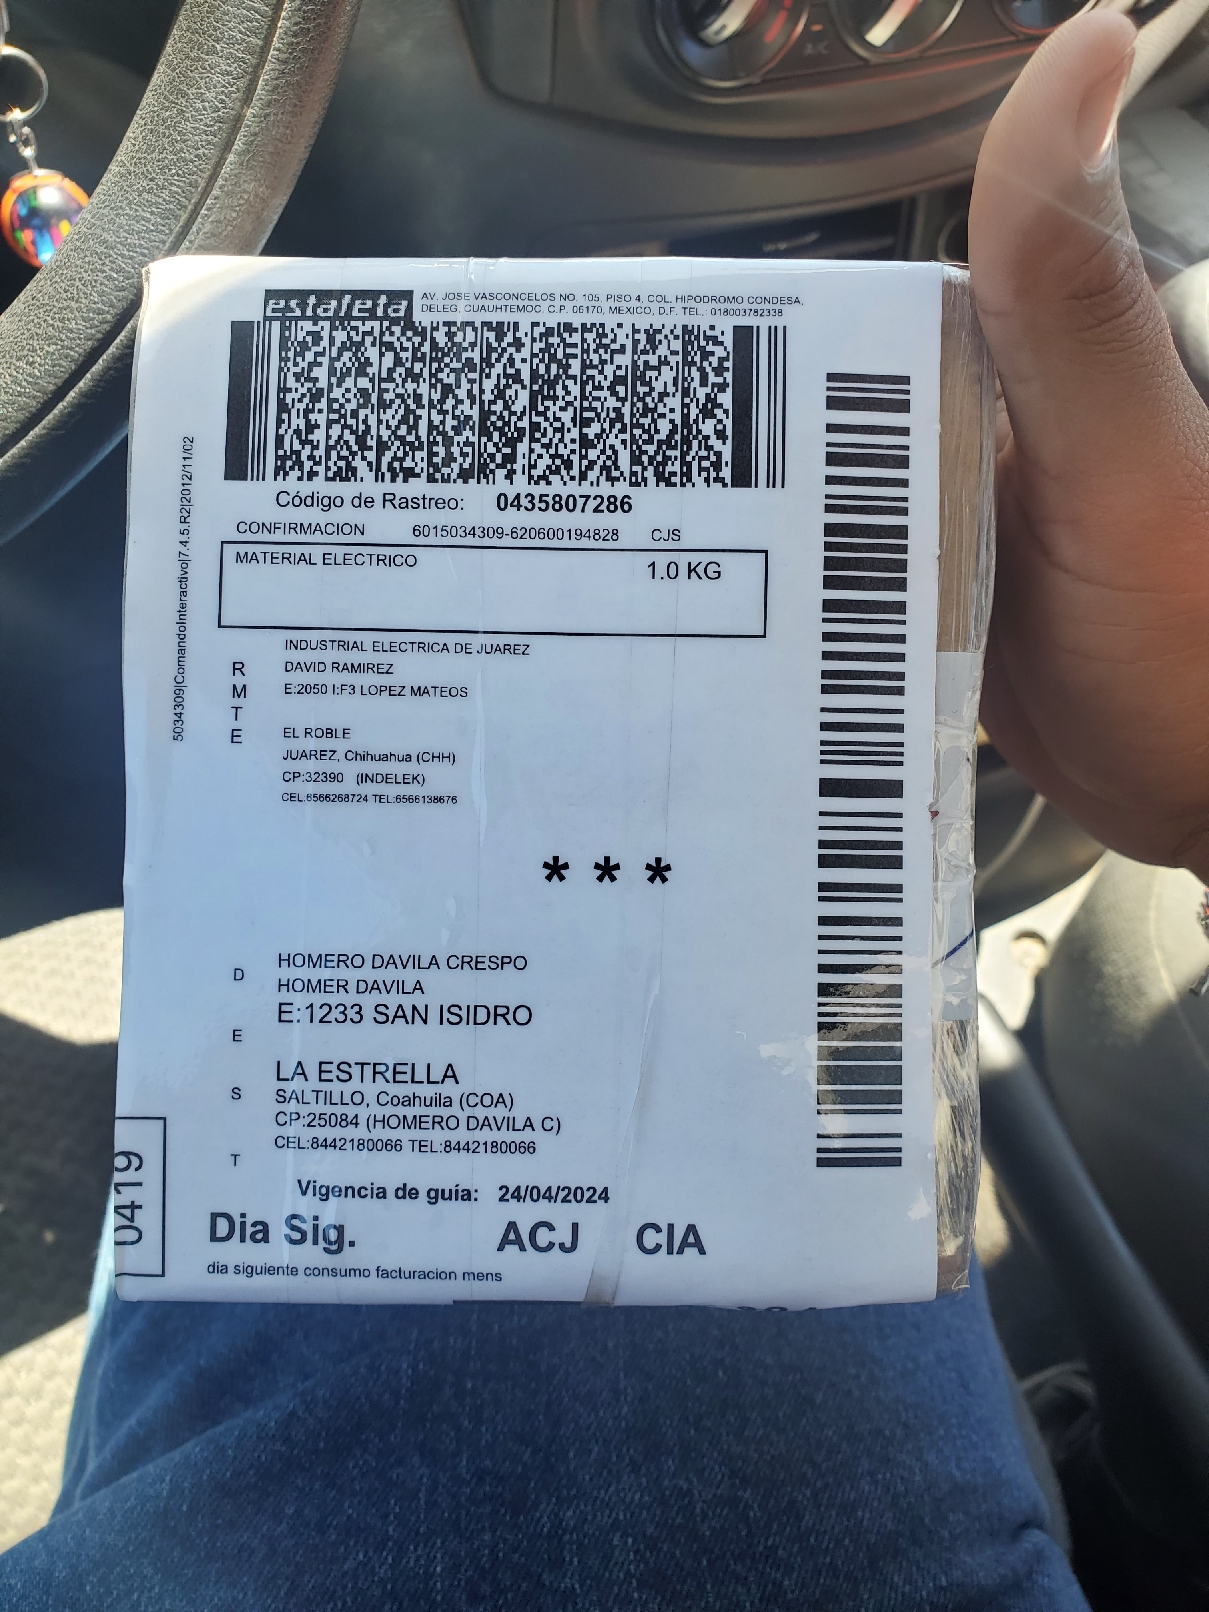 estafeta
AV. JOSE VASCONCELOS NO. 105, PISO 4, COL. HIPODROMO CONDESA,
DELEG. CUAUHTEMOC, C.P. 06170, MEXICO, D.F. TEL.: 018003782338
Código de Rastreo: 0435807286
CONFIRMACION 6015034309-620600194828 CJS
MATERIAL ELECTRICO 1.0 KG
5034309|ComandoInteractivo|7.4.5.R2|2012/11/02
RMTE
INDUSTRIAL ELECTRICA DE JUAREZ
DAVID RAMIREZ
E:2050 I:F3 LOPEZ MATEOS
EL ROBLE
JUAREZ, Chihuahua (CHH)
CP:32390 (INDELEK)
CEL:6566268724 TEL:6566138676
* * *
DEST
HOMERO DAVILA CRESPO
HOMER DAVILA
E:1233 SAN ISIDRO
LA ESTRELLA
SALTILLO, Coahuila (COA)
CP:25084 (HOMERO DAVILA C)
CEL:8442180066 TEL:8442180066
0419
Vigencia de guía: 24/04/2024
Dia Sig. ACJ CIA
dia siguiente consumo facturacion mens